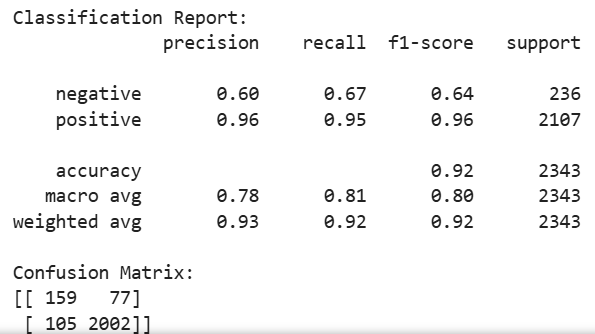 Classification Report:
precision recall f1-score support
negative 0.60 0.67 0.64 236
positive 0.96 0.95 0.96 2107
accuracy 0.92 2343
macro avg 0.78 0.81 0.80 2343
weighted avg 0.93 0.92 0.92 2343
Confusion Matrix:
[[ 159 77]
[ 105 2002]]